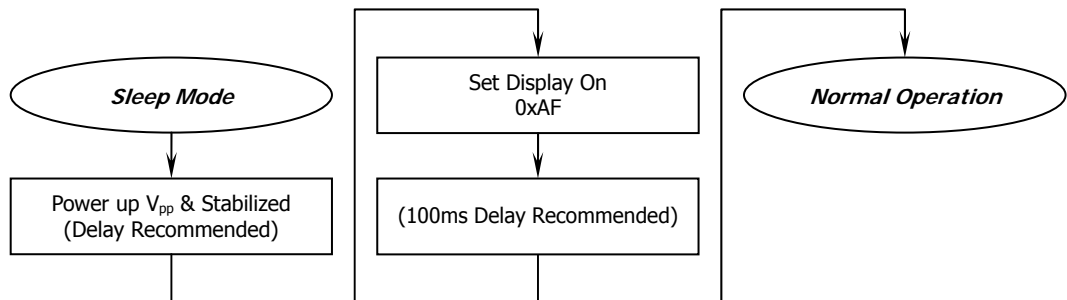 Sleep Mode
Power up Vpp & Stabilized
(Delay Recommended)
Set Display On
0xAF
(100ms Delay Recommended)
Normal Operation